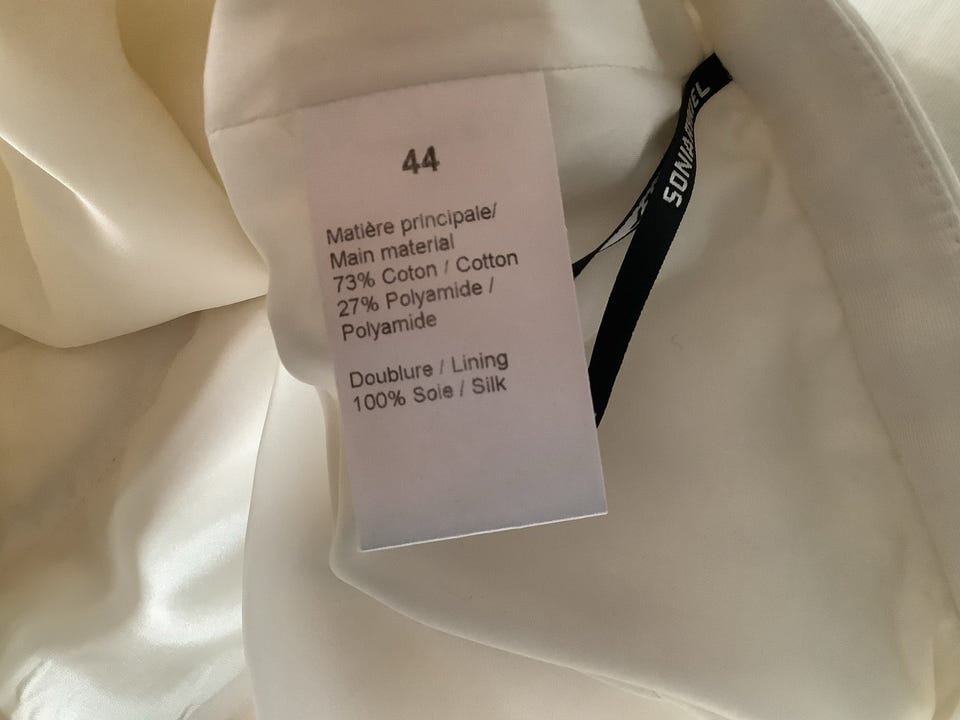 44
Matière principale/
Main material
73% Coton / Cotton
27% Polyamide /
Polyamide
Doublure / Lining
100% Soie / Silk
SONIA